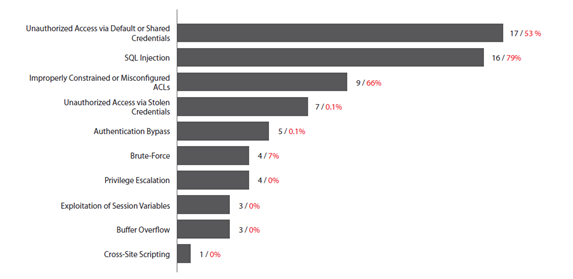 Unauthorized Access via Default or Shared
Credentials
17 / 53 %
SQL Injection
16 / 79%
Improperly Constrained or Misconfigured
ACLs
9 / 66%
Unauthorized Access via Stolen
Credentials
7 / 0.1%
Authentication Bypass
5 / 0.1%
Brute-Force
4 / 7%
Privilege Escalation
4 / 0%
Exploitation of Session Variables
3 / 0%
Buffer Overflow
3 / 0%
Cross-Site Scripting
1 / 0%